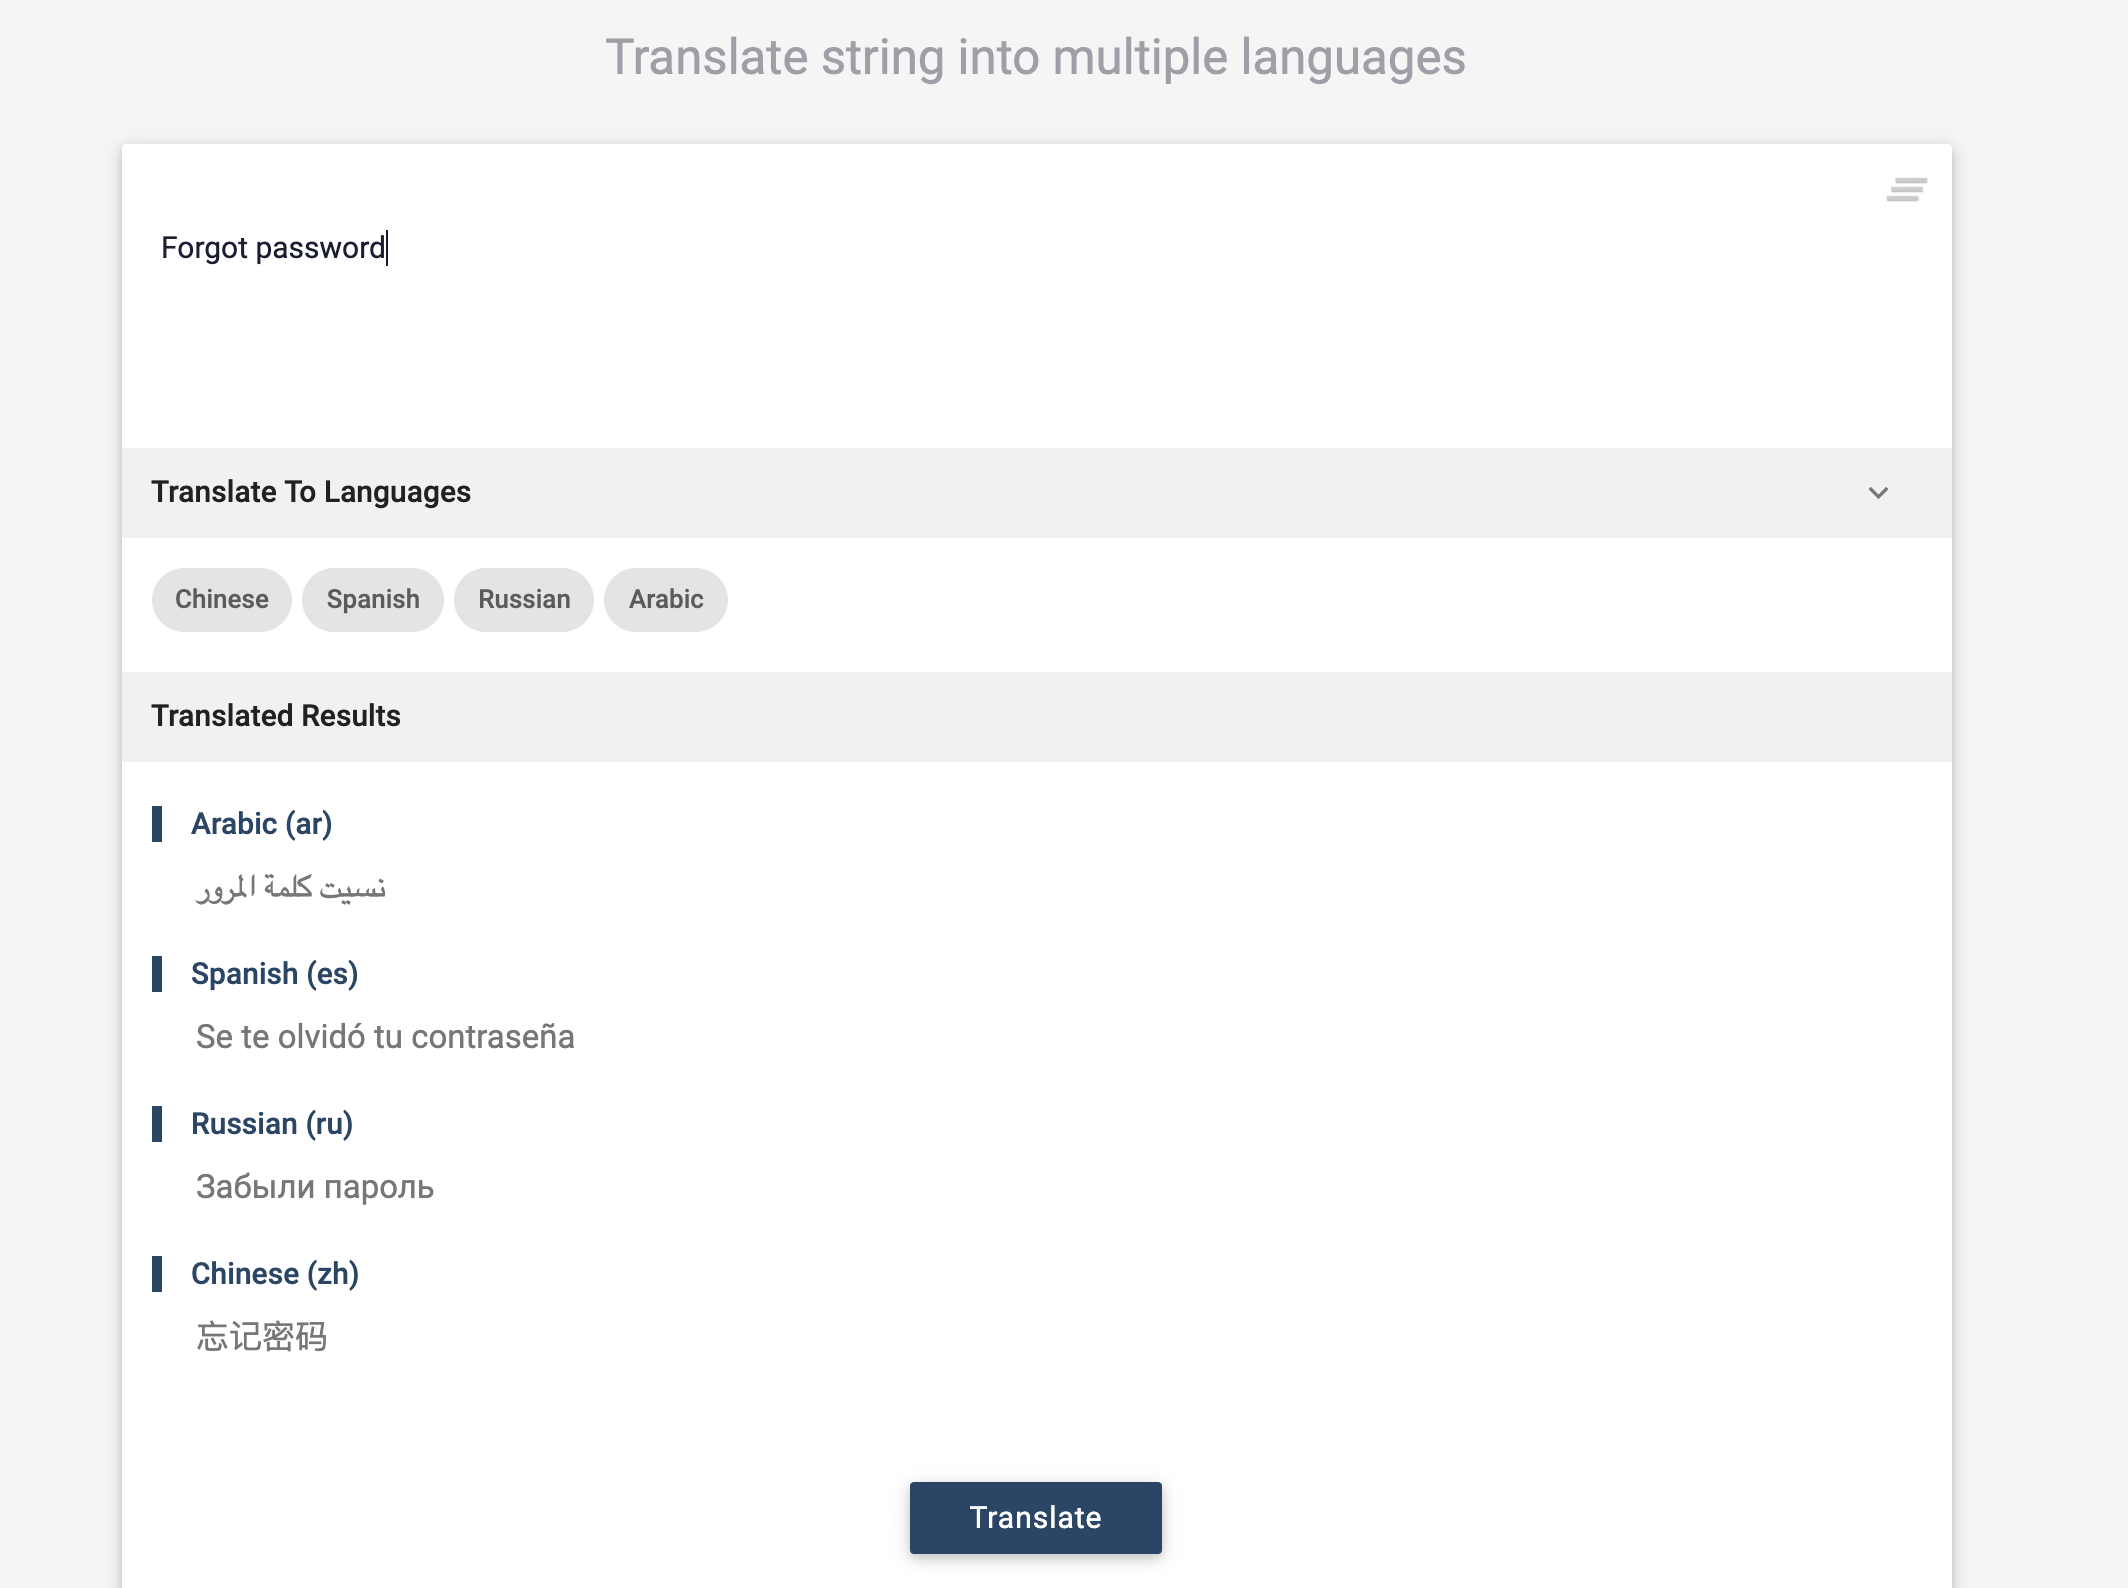 Translate string into multiple languages
Forgot password
Translate To Languages
Chinese Spanish Russian Arabic
Translated Results
Arabic (ar)
نسيت كلمة المرور
Spanish (es)
Se te olvidó tu contraseña
Russian (ru)
Забыли пароль
Chinese (zh)
忘记密码
Translate